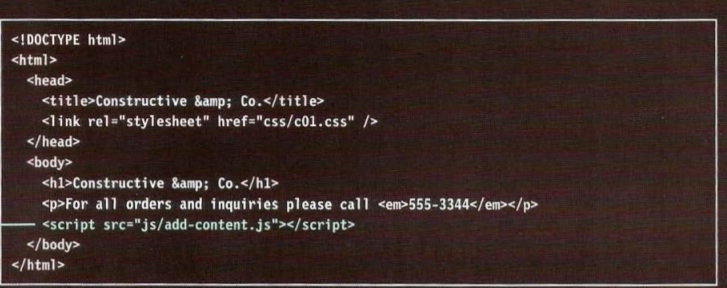 <!DOCTYPE html>
<html>
<head>
<title>Constructive &amp; Co.</title>
<link rel="stylesheet" href="css/c01.css" />
</head>
<body>
<h1>Constructive &amp; Co.</h1>
<p>For all orders and inquiries please call <em>555-3344</em></p>
<script src="js/add-content.js"></script>
</body>
</html>